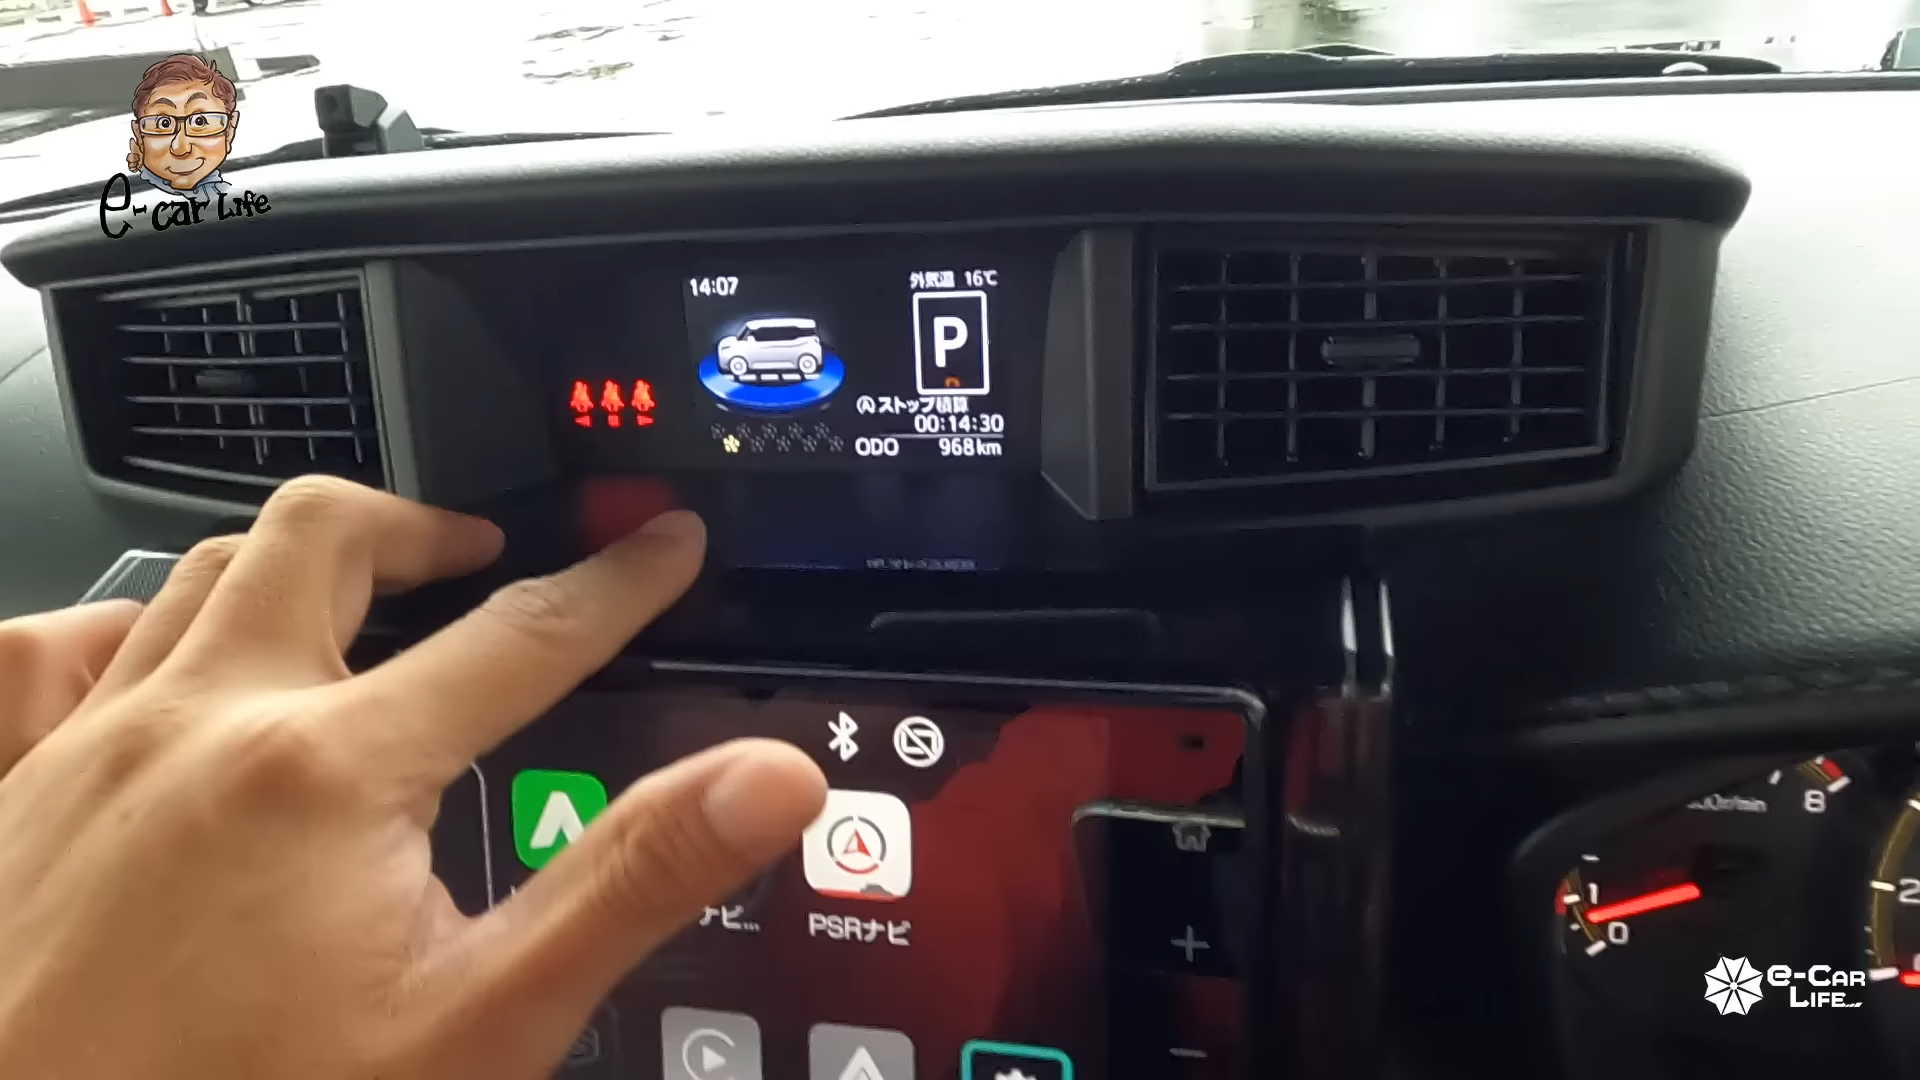 e-car Life
14:07
外気温 16℃
P
Ⓐストップ積算
00:14:30
ODO 968km
ナビ...
PSRナビ
8
1
0
2
e-Car
Life...